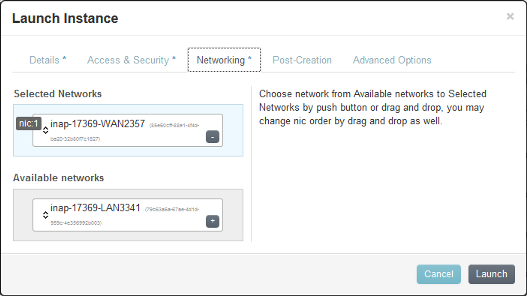 Launch Instance
×
Details * Access & Security * Networking * Post-Creation Advanced Options
Selected Networks
nic:1
inap-17369-WAN2357
-
Available networks
inap-17369-LAN3341
+
Choose network from Available networks to Selected
Networks by push button or drag and drop, you may
change nic order by drag and drop as well.
Cancel Launch